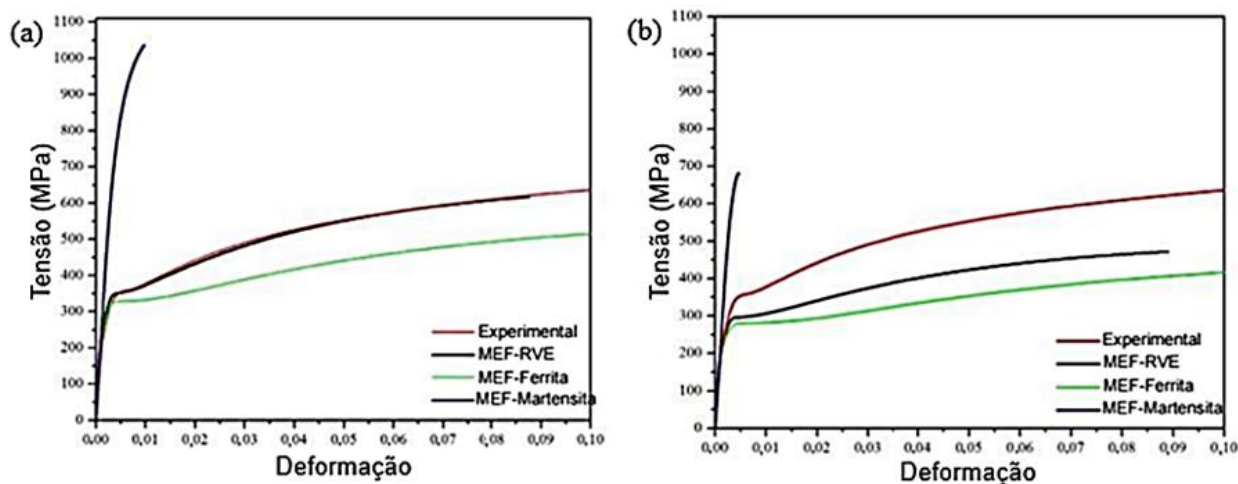 (a)
Tensão (MPa)
1100
1000
900
800
700
600
500
400
300
200
100
0
0,00 0,01 0,02 0,03 0,04 0,05 0,06 0,07 0,08 0,09 0,10
Deformação
Experimental
MEF-RVE
MEF-Ferrita
MEF-Martensita
(b)
Tensão (MPa)
1100
1000
900
800
700
600
500
400
300
200
100
0
0,00 0,01 0,02 0,03 0,04 0,05 0,06 0,07 0,08 0,09 0,10
Deformação
Experimental
MEF-RVE
MEF-Ferrita
MEF-Martensita